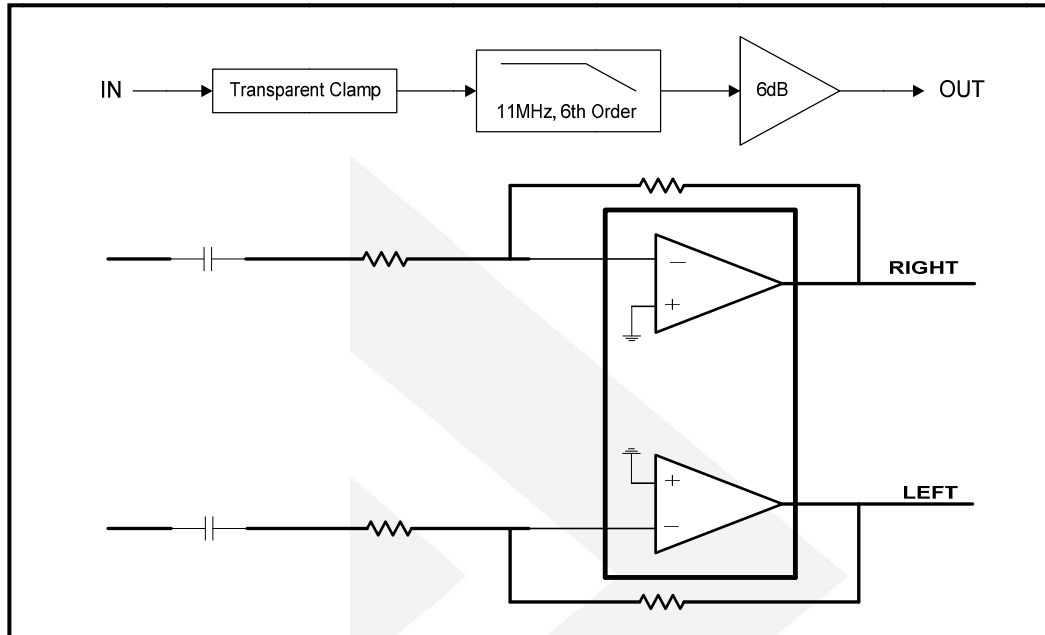 IN
Transparent Clamp
11MHz, 6th Order
6dB
OUT
−
+
RIGHT
+
−
LEFT